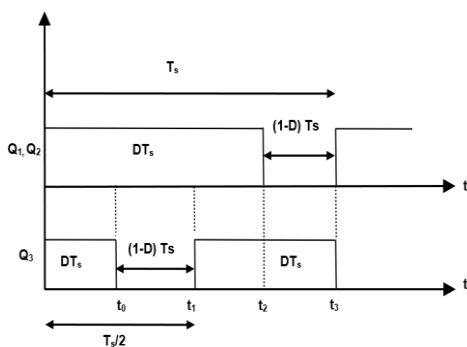 Tₛ
(1-D) Ts
Q₁, Q₂
DTₛ
t
(1-D) Ts
Q₃
DTₛ
DTₛ
t
t₀
t₁
t₂
t₃
Tₛ/2